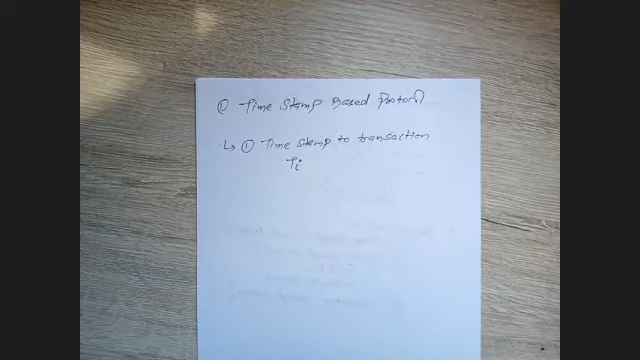 ① Time Stamp Based Protocol
↳ ① Time Stamp to transaction
Ti